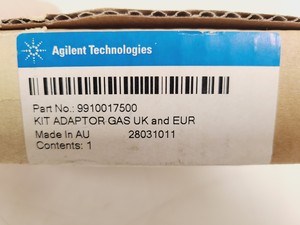 Agilent Technologies
Part No.: 9910017500
KIT ADAPTOR GAS UK and EUR
Made In AU 28031011
Contents: 1